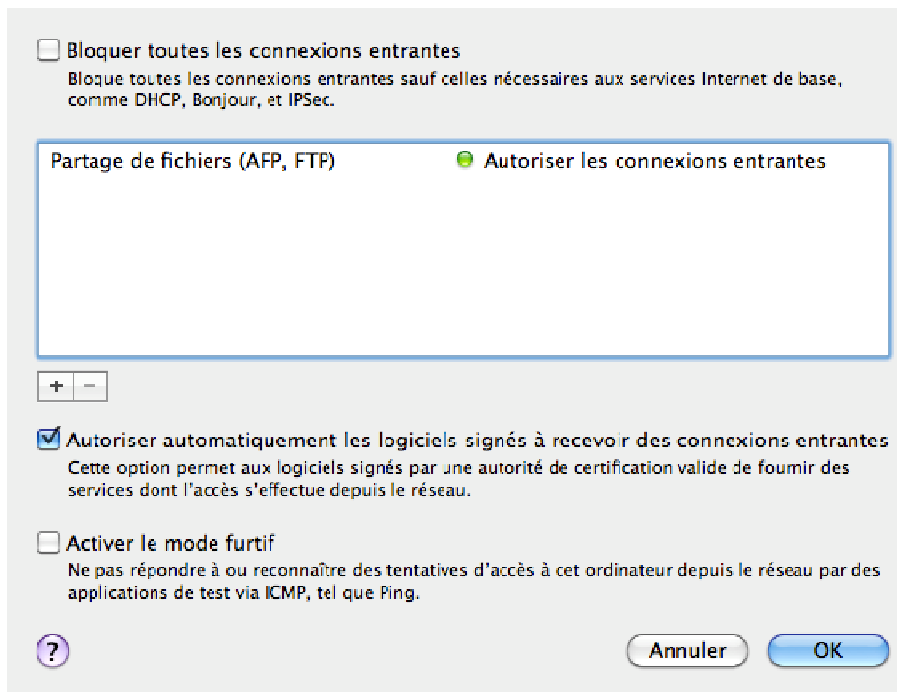 Bloquer toutes les connexions entrantes
Bloque toutes les connexions entrantes sauf celles nécessaires aux services Internet de base,
comme DHCP, Bonjour, et IPSec.
Partage de fichiers (AFP, FTP) Autoriser les connexions entrantes
+ −
Autoriser automatiquement les logiciels signés à recevoir des connexions entrantes
Cette option permet aux logiciels signés par une autorité de certification valide de fournir des
services dont l'accès s'effectue depuis le réseau.
Activer le mode furtif
Ne pas répondre à ou reconnaître des tentatives d'accès à cet ordinateur depuis le réseau par des
applications de test via ICMP, tel que Ping.
? Annuler OK